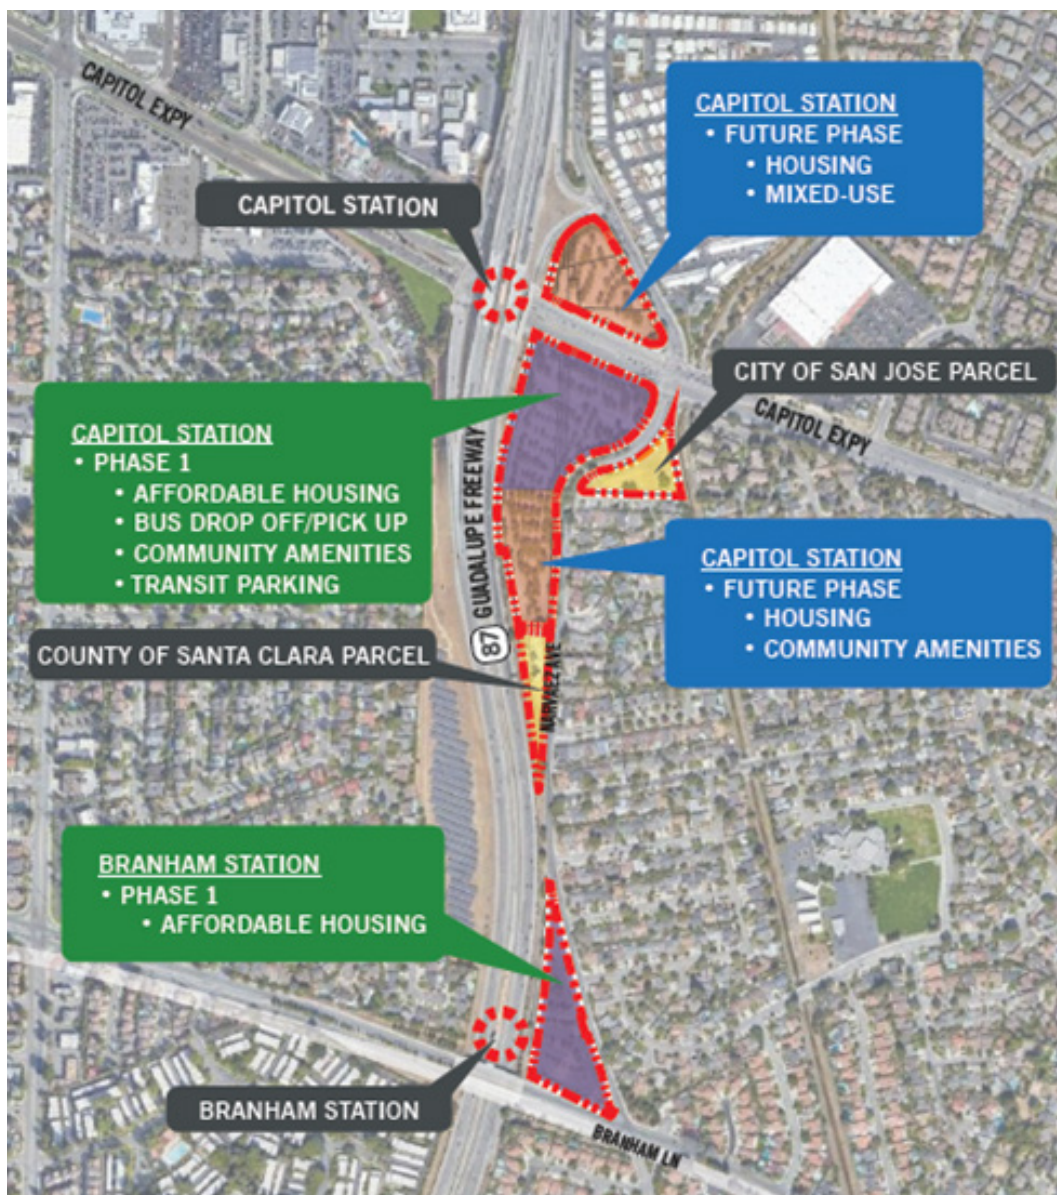 CAPITOL EXPY
CAPITOL STATION
• FUTURE PHASE
• HOUSING
• MIXED-USE
CAPITOL STATION
CITY OF SAN JOSE PARCEL
CAPITOL EXPY
CAPITOL STATION
• PHASE 1
• AFFORDABLE HOUSING
• BUS DROP OFF/PICK UP
• COMMUNITY AMENITIES
• TRANSIT PARKING
GUADALUPE FREEWAY
87
CAPITOL STATION
• FUTURE PHASE
• HOUSING
• COMMUNITY AMENITIES
COUNTY OF SANTA CLARA PARCEL
NARVAEZ AVE
BRANHAM STATION
• PHASE 1
• AFFORDABLE HOUSING
BRANHAM STATION
BRANHAM LN